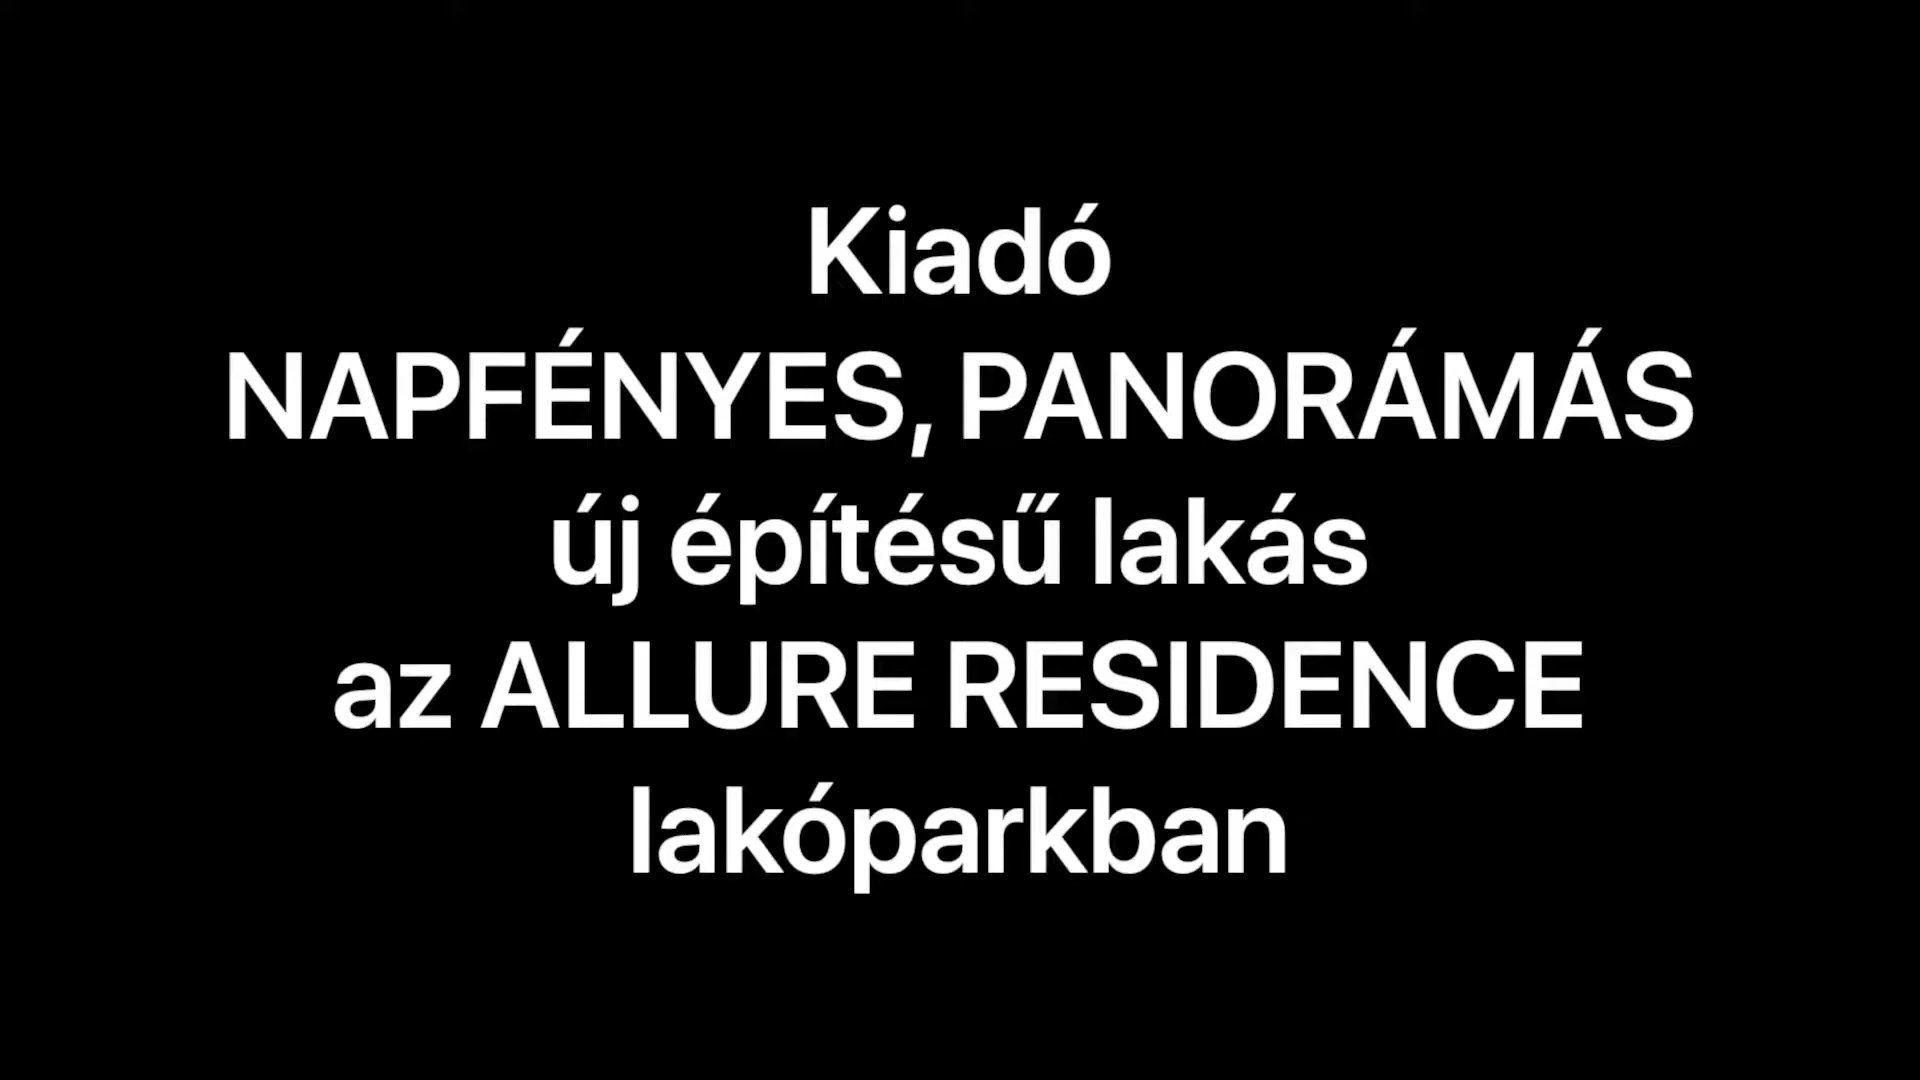 Kiadó
NAPFÉNYES, PANORÁMÁS
új építésű lakás
az ALLURE RESIDENCE
lakóparkban